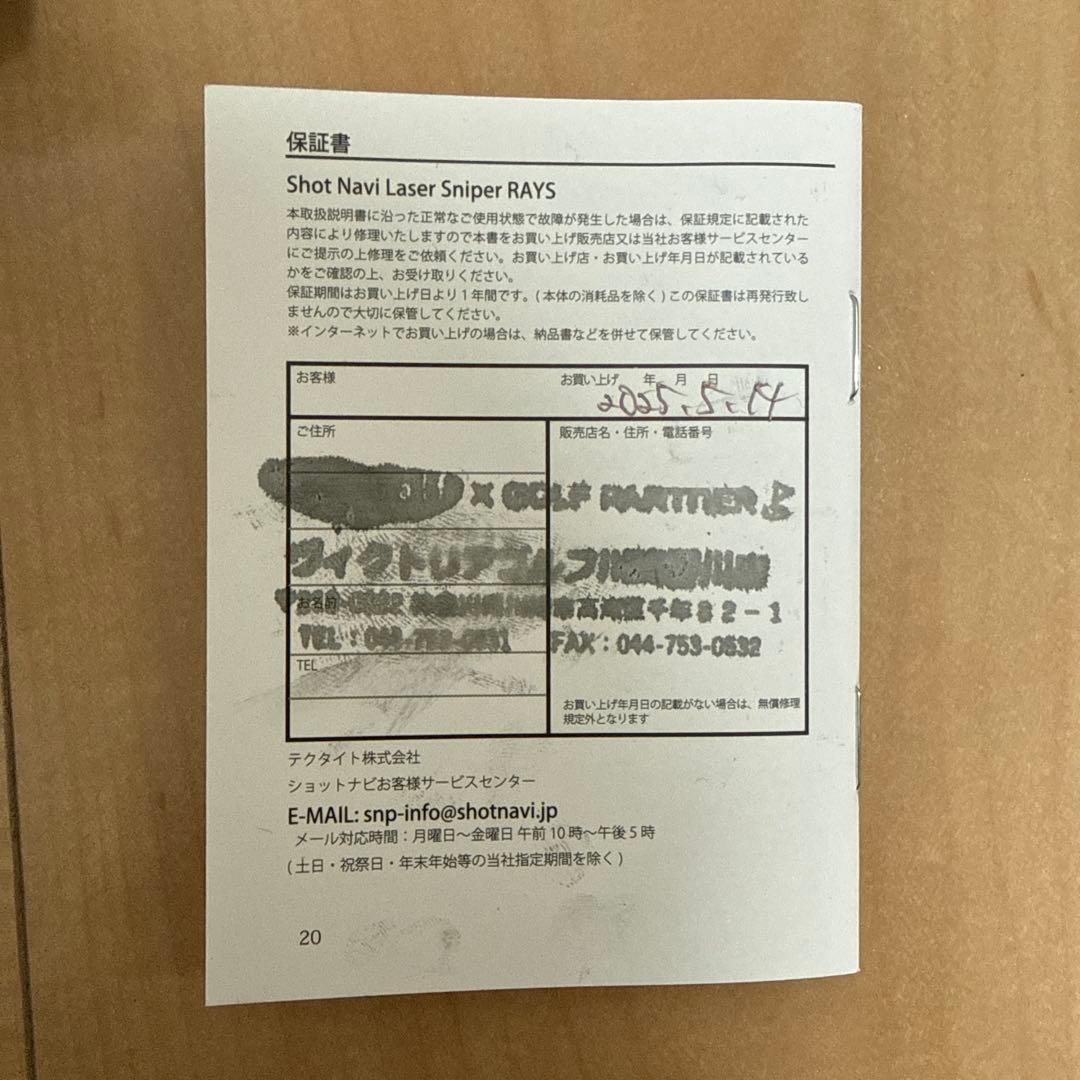 保証書
Shot Navi Laser Sniper RAYS
本取扱説明書に沿った正常なご使用状態で故障が発生した場合は、保証規定に記載された
内容により修理いたしますので本書をお買い上げ販売店又は当社お客様サービスセンター
にご提示の上修理をご依頼ください。お買い上げ店・お買い上げ年月日が記載されている
かをご確認の上、お受け取りください。
保証期間はお買い上げ日より1年間です。(本体の消耗品を除く)この保証書は再発行致し
ませんので大切に保管してください。
※インターネットでお買い上げの場合は、納品書などを併せて保管してください。
お客様
お買い上げ 年 月 日
2025.5.
ご住所
販売店名・住所・電話番号
X GOLF PARTNER
ヴィクトリアゴルフ川崎
お名前
市高津区千年82-1
TEL:044-753-0531 FAX:044-753-0532
TEL
お買い上げ年月日の記載がない場合は、無償修理
規定外となります
テクタイト株式会社
ショットナビお客様サービスセンター
E-MAIL: snp-info@shotnavi.jp
メール対応時間：月曜日～金曜日 午前10時～午後5時
(土日・祝祭日・年末年始等の当社指定期間を除く)
20